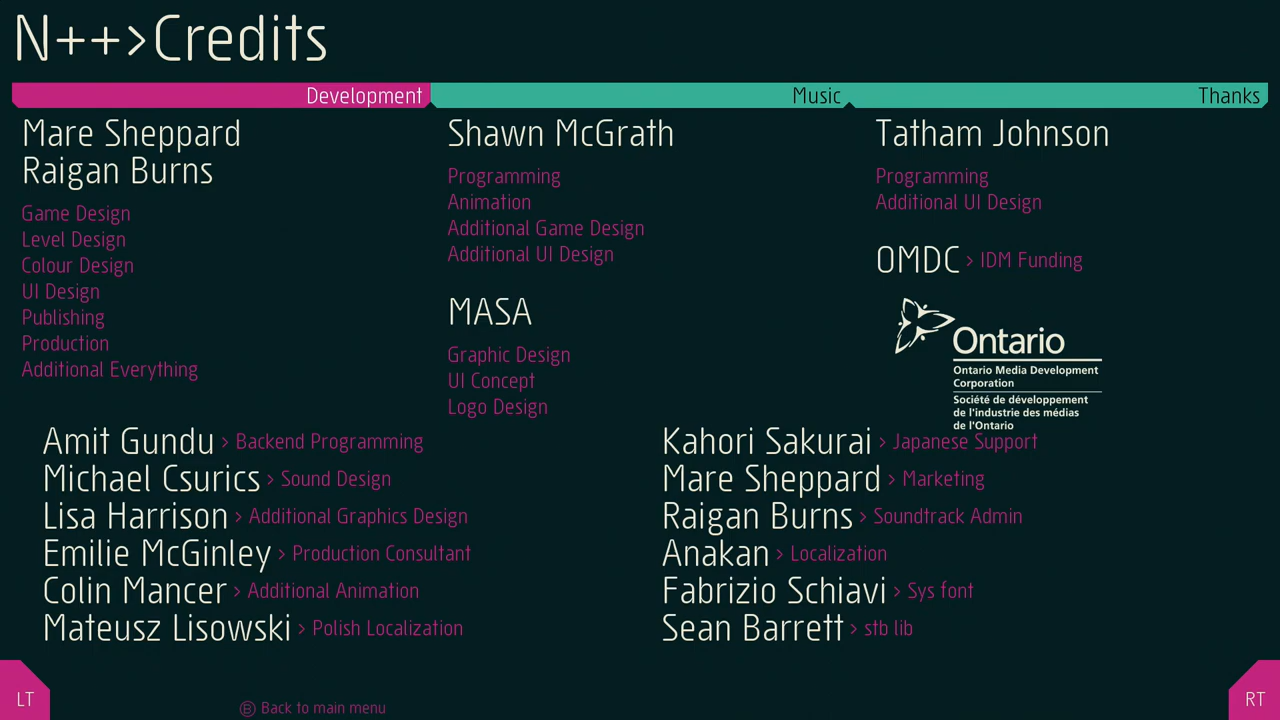 N++>Credits
Development
Music
Thanks
Mare Sheppard
Raigan Burns
Game Design
Level Design
Colour Design
UI Design
Publishing
Production
Additional Everything
Shawn McGrath
Programming
Animation
Additional Game Design
Additional UI Design
MASA
Graphic Design
UI Concept
Logo Design
Tatham Johnson
Programming
Additional UI Design
OMDC > IDM Funding
Ontario
Ontario Media Development
Corporation
Société de développement
de l'industrie des médias
de l'Ontario
Amit Gundu > Backend Programming
Michael Csurics > Sound Design
Lisa Harrison > Additional Graphics Design
Emilie McGinley > Production Consultant
Colin Mancer > Additional Animation
Mateusz Lisowski > Polish Localization
Kahori Sakurai > Japanese Support
Mare Sheppard > Marketing
Raigan Burns > Soundtrack Admin
Anakan > Localization
Fabrizio Schiavi > Sys font
Sean Barrett > stb lib
LT
Ⓑ Back to main menu
RT